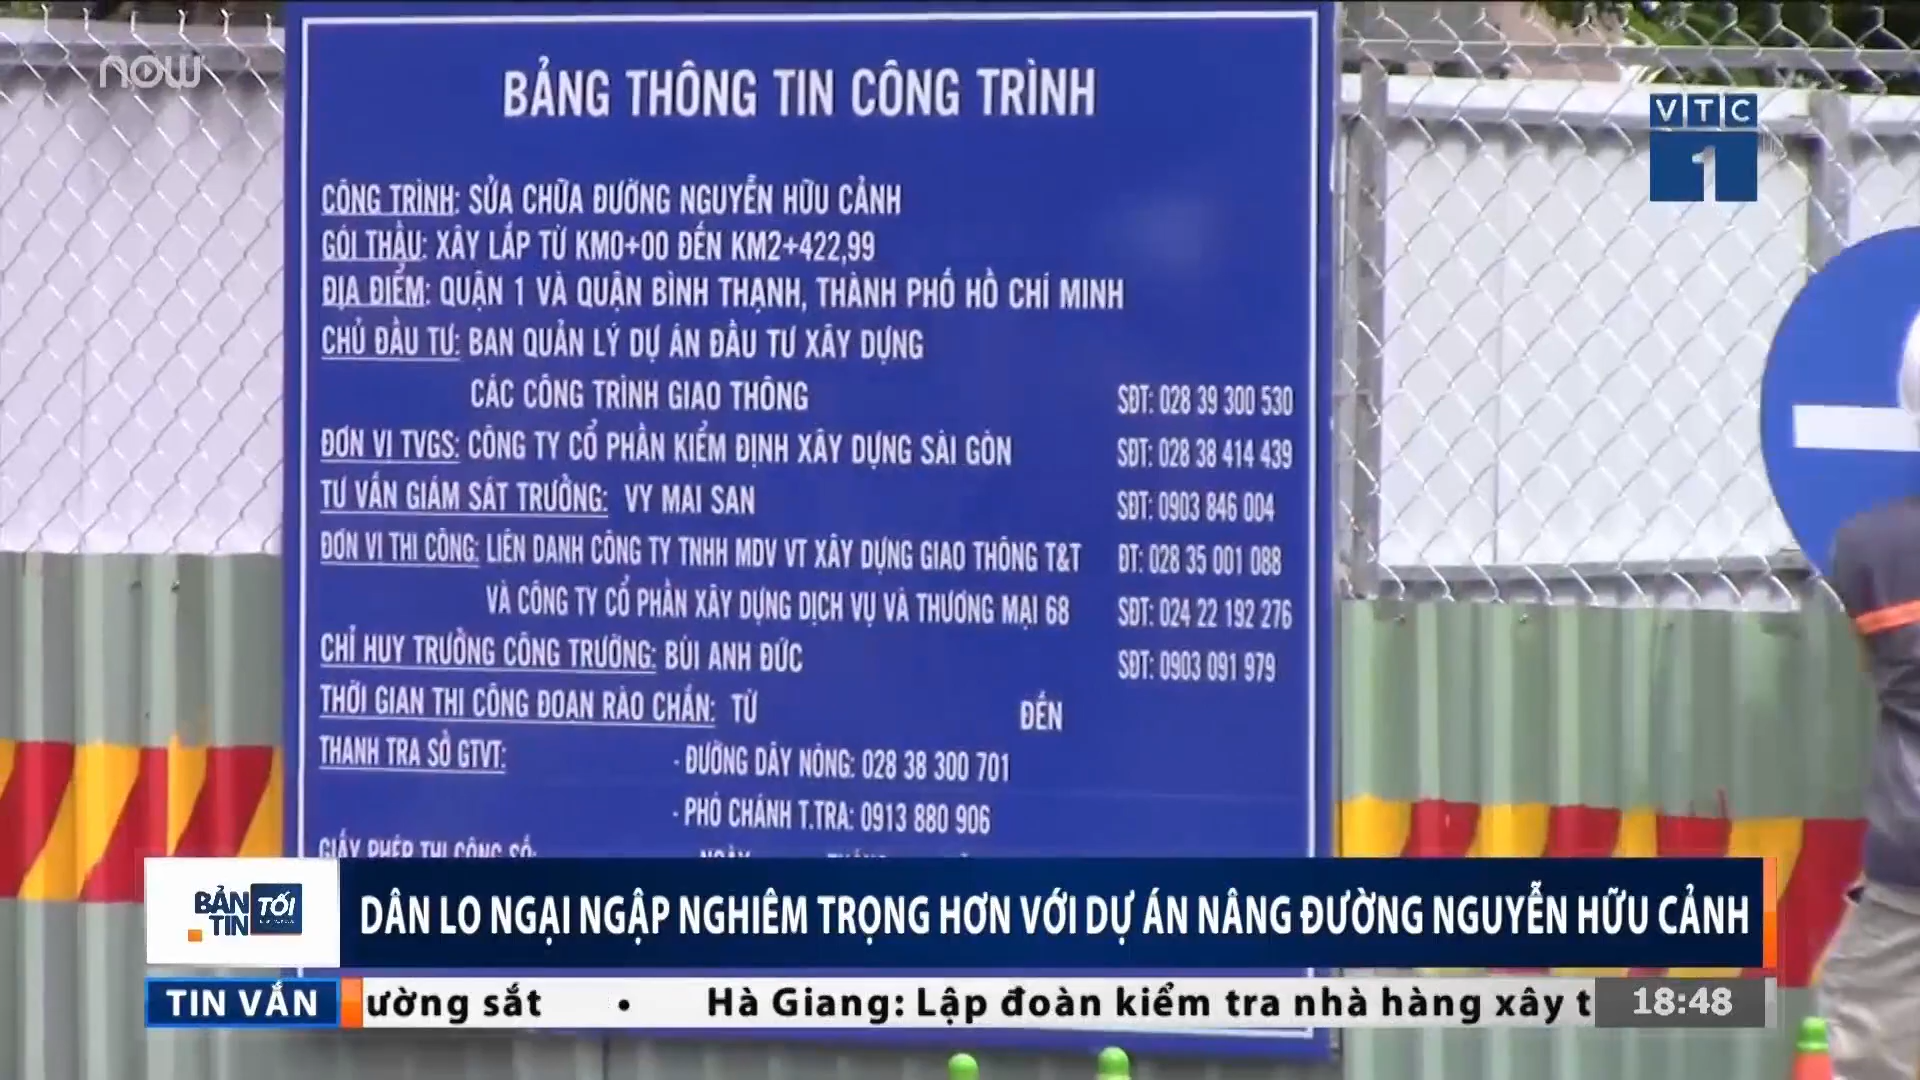 now
VTC
1
BẢNG THÔNG TIN CÔNG TRÌNH
CÔNG TRÌNH: SỬA CHỮA ĐƯỜNG NGUYỄN HỮU CẢNH
GÓI THẦU: XÂY LẮP TỪ KM0+00 ĐẾN KM2+422,99
ĐỊA ĐIỂM: QUẬN 1 VÀ QUẬN BÌNH THẠNH, THÀNH PHỐ HỒ CHÍ MINH
CHỦ ĐẦU TƯ: BAN QUẢN LÝ DỰ ÁN ĐẦU TƯ XÂY DỰNG
CÁC CÔNG TRÌNH GIAO THÔNG SĐT: 028 39 300 530
ĐƠN VỊ TVGS: CÔNG TY CỔ PHẦN KIỂM ĐỊNH XÂY DỰNG SÀI GÒN SĐT: 028 38 414 439
TƯ VẤN GIÁM SÁT TRƯỞNG: VY MAI SAN SĐT: 0903 846 004
ĐƠN VỊ THI CÔNG: LIÊN DANH CÔNG TY TNHH MDV VT XÂY DỰNG GIAO THÔNG T&T ĐT: 028 35 001 088
VÀ CÔNG TY CỔ PHẦN XÂY DỰNG DỊCH VỤ VÀ THƯƠNG MẠI 68 SĐT: 024 22 192 276
CHỈ HUY TRƯỞNG CÔNG TRƯỜNG: BÙI ANH ĐỨC SĐT: 0903 091 979
THỜI GIAN THI CÔNG ĐOẠN RÀO CHẮN: TỪ ĐẾN
THANH TRA SỞ GTVT: - ĐƯỜNG DÂY NÓNG: 028 38 300 701
- PHÓ CHÁNH T.TRA: 0913 880 906
GIẤY PHÉP THI CÔNG SỐ: NGÀY
BẢN TIN TỐI
DÂN LO NGẠI NGẬP NGHIÊM TRỌNG HƠN VỚI DỰ ÁN NÂNG ĐƯỜNG NGUYỄN HỮU CẢNH
TIN VẮN ường sắt • Hà Giang: Lập đoàn kiểm tra nhà hàng xây t 18:48